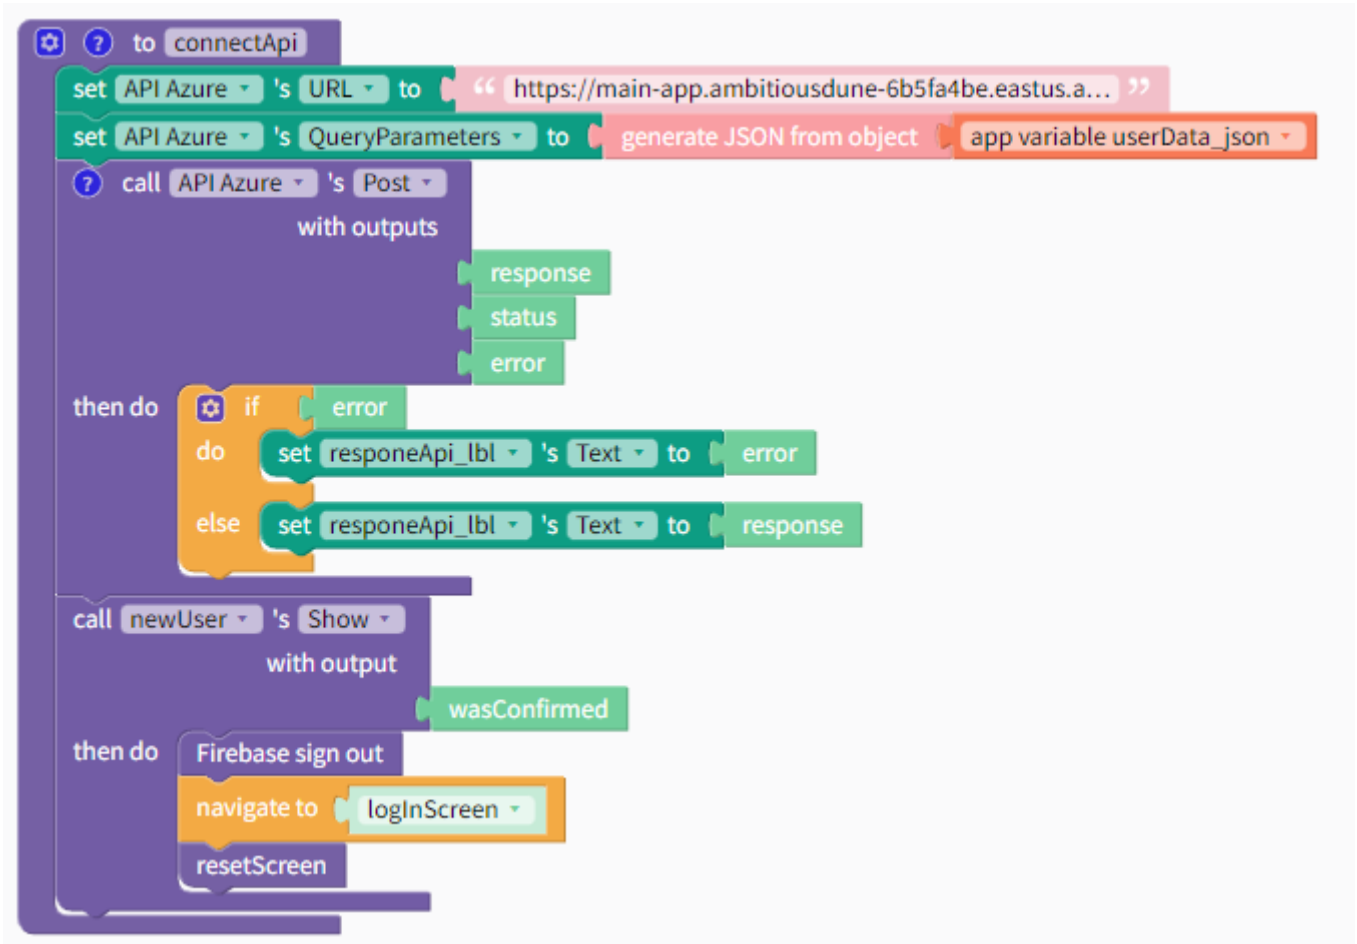 ? to connectApi
set API Azure 's URL to “ https://main-app.ambitiousdune-6b5fa4be.eastus.a... ”
set API Azure 's QueryParameters to generate JSON from object app variable userData_json
? call API Azure 's Post
with outputs
response
status
error
then do if error
do set responeApi_lbl 's Text to error
else set responeApi_lbl 's Text to response
call newUser 's Show
with output
wasConfirmed
then do Firebase sign out
navigate to logInScreen
resetScreen